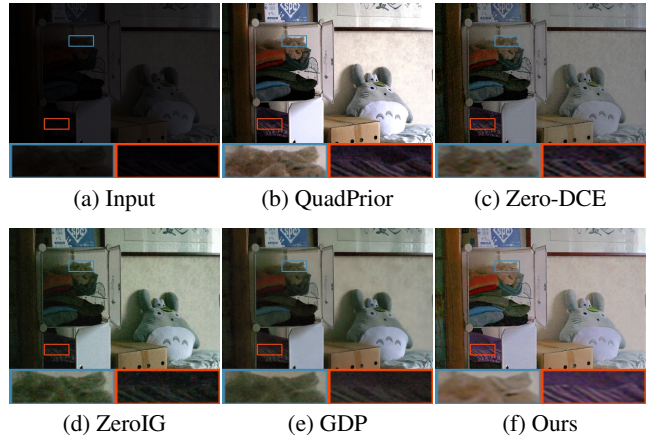 (a) Input
(b) QuadPrior
(c) Zero-DCE
(d) ZeroIG
(e) GDP
(f) Ours